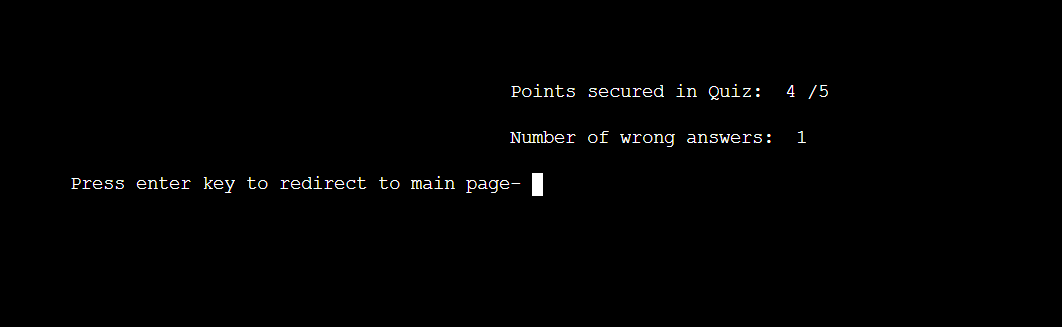 Points secured in Quiz:  4 /5
Number of wrong answers:  1
Press enter key to redirect to main page-